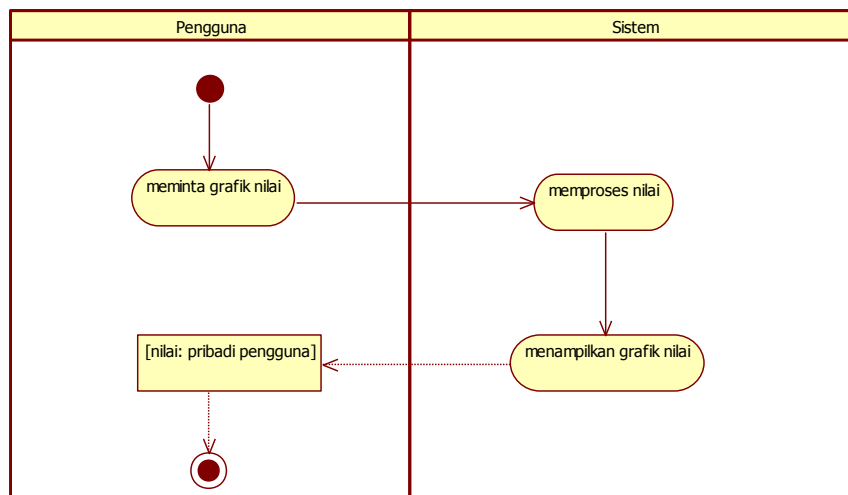 Pengguna
Sistem
meminta grafik nilai
memproses nilai
[nilai: pribadi pengguna]
menampilkan grafik nilai